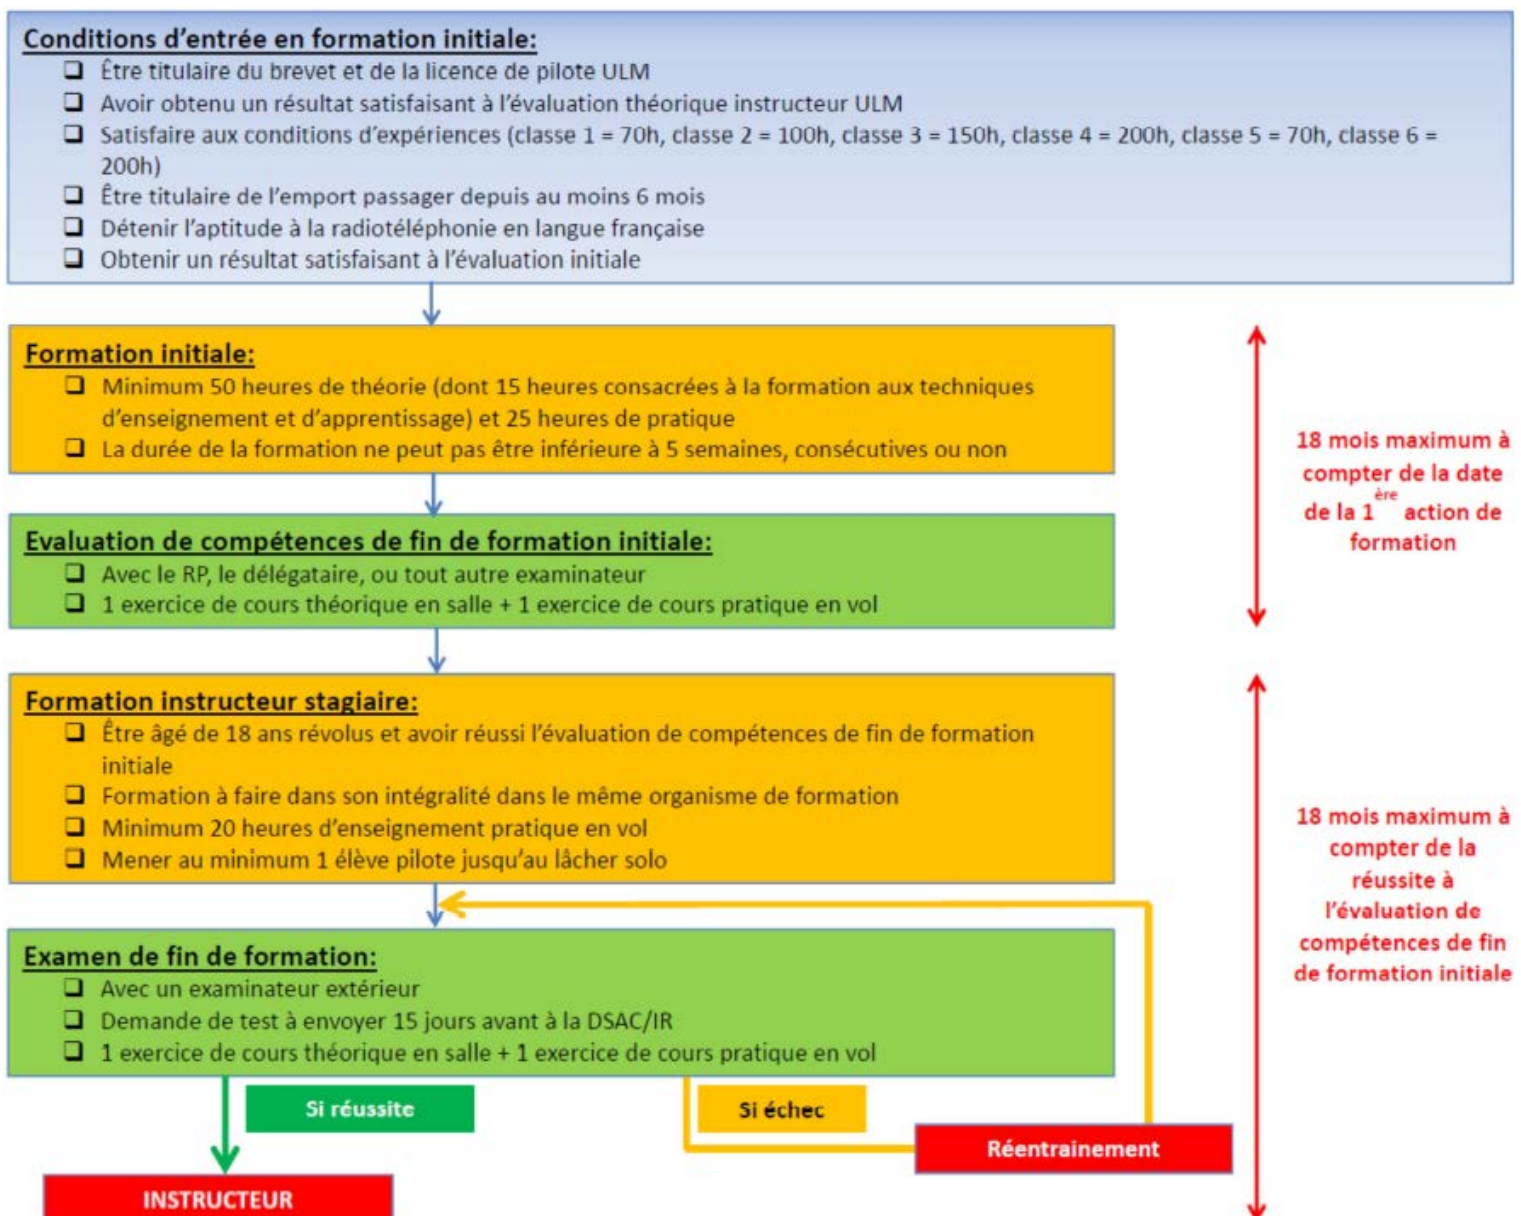 Conditions d’entrée en formation initiale:
❑ Être titulaire du brevet et de la licence de pilote ULM
❑ Avoir obtenu un résultat satisfaisant à l’évaluation théorique instructeur ULM
❑ Satisfaire aux conditions d’expériences (classe 1 = 70h, classe 2 = 100h, classe 3 = 150h, classe 4 = 200h, classe 5 = 70h, classe 6 =
200h)
❑ Être titulaire de l’emport passager depuis au moins 6 mois
❑ Détenir l’aptitude à la radiotéléphonie en langue française
❑ Obtenir un résultat satisfaisant à l’évaluation initiale
Formation initiale:
❑ Minimum 50 heures de théorie (dont 15 heures consacrées à la formation aux techniques
d’enseignement et d’apprentissage) et 25 heures de pratique
❑ La durée de la formation ne peut pas être inférieure à 5 semaines, consécutives ou non
Evaluation de compétences de fin de formation initiale:
❑ Avec le RP, le délégataire, ou tout autre examinateur
❑ 1 exercice de cours théorique en salle + 1 exercice de cours pratique en vol
18 mois maximum à
compter de la date
de la 1ère action de
formation
Formation instructeur stagiaire:
❑ Être âgé de 18 ans révolus et avoir réussi l’évaluation de compétences de fin de formation
initiale
❑ Formation à faire dans son intégralité dans le même organisme de formation
❑ Minimum 20 heures d’enseignement pratique en vol
❑ Mener au minimum 1 élève pilote jusqu’au lâcher solo
Examen de fin de formation:
❑ Avec un examinateur extérieur
❑ Demande de test à envoyer 15 jours avant à la DSAC/IR
❑ 1 exercice de cours théorique en salle + 1 exercice de cours pratique en vol
18 mois maximum à
compter de la
réussite à
l’évaluation de
compétences de fin
de formation initiale
Si réussite
Si échec
Réentrainement
INSTRUCTEUR